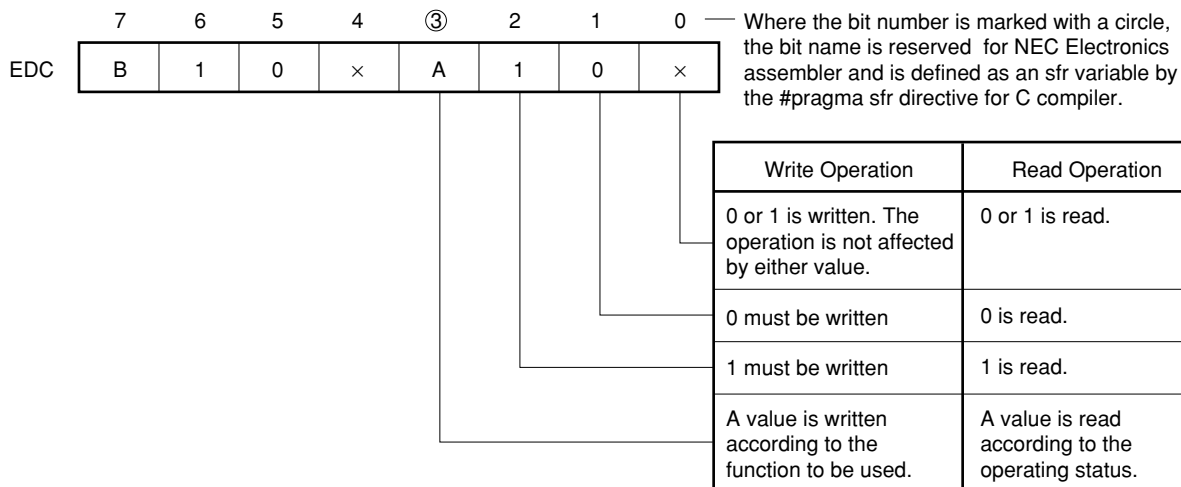 7 6 5 4 ③ 2 1 0
Where the bit number is marked with a circle,
the bit name is reserved for NEC Electronics
assembler and is defined as an sfr variable by
the #pragma sfr directive for C compiler.
EDC B 1 0 × A 1 0 ×
Write Operation Read Operation
0 or 1 is written. The 0 or 1 is read.
operation is not affected
by either value.
0 must be written 0 is read.
1 must be written 1 is read.
A value is written A value is read
according to the according to the
function to be used. operating status.